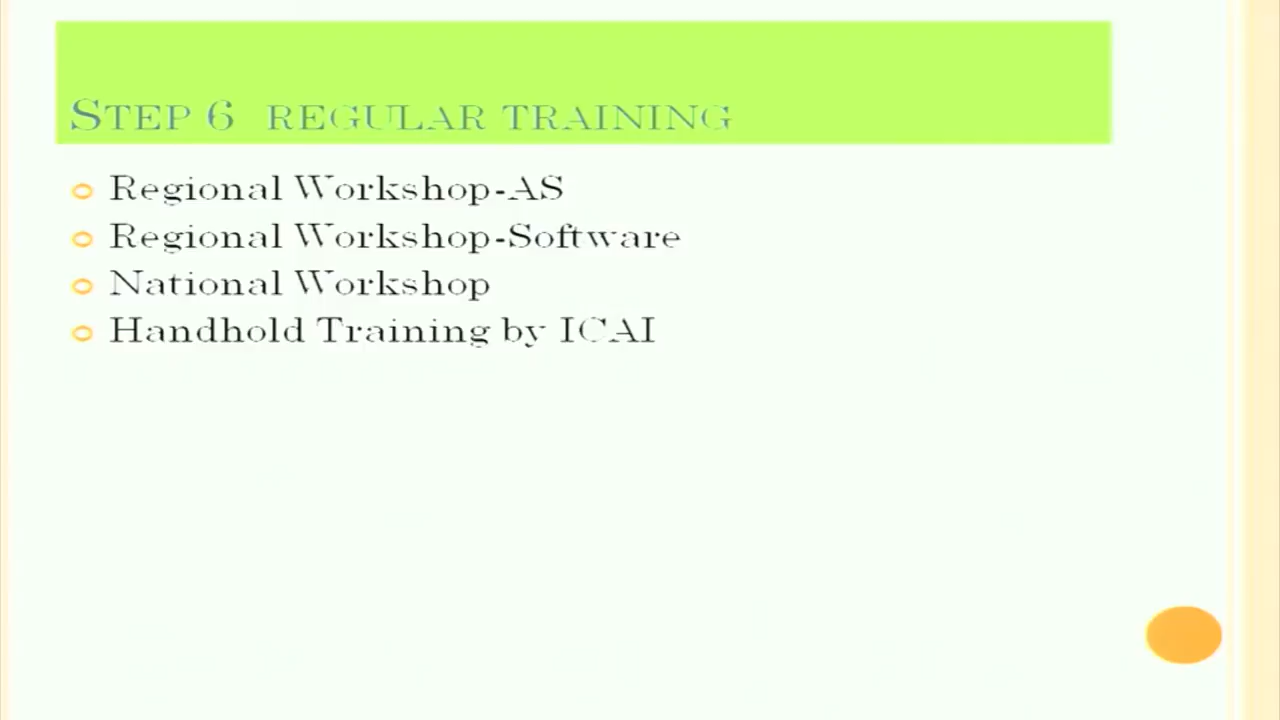 STEP 6 REGULAR TRAINING
Regional Workshop-AS
Regional Workshop-Software
National Workshop
Handhold Training by ICAI